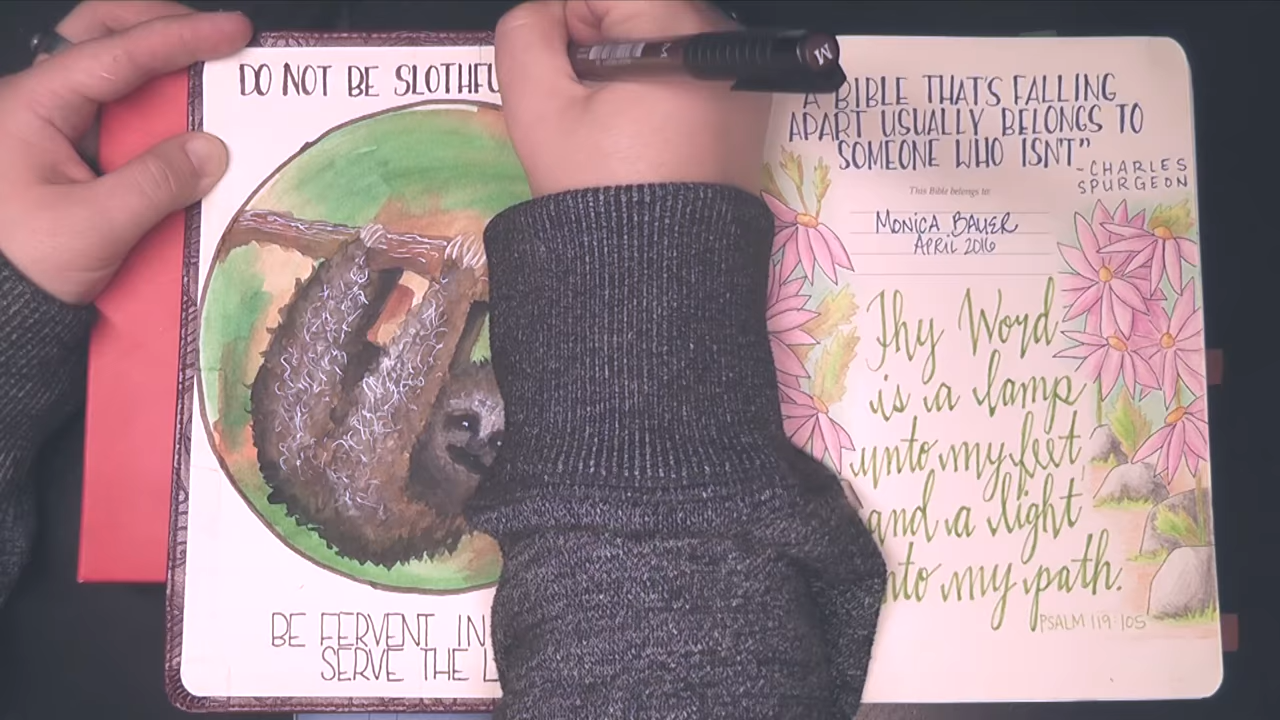 DO NOT BE SLOTHFU
BE FERVENT IN
SERVE THE L
M
A BIBLE THAT'S FALLING
APART USUALLY BELONGS TO
SOMEONE WHO ISN'T"
-CHARLES
SPURGEON
This Bible belongs to:
MONICA BAUER
APRIL 2016
Thy Word
is a lamp
unto my feet,
and a light
nto my path.
PSALM 119:105